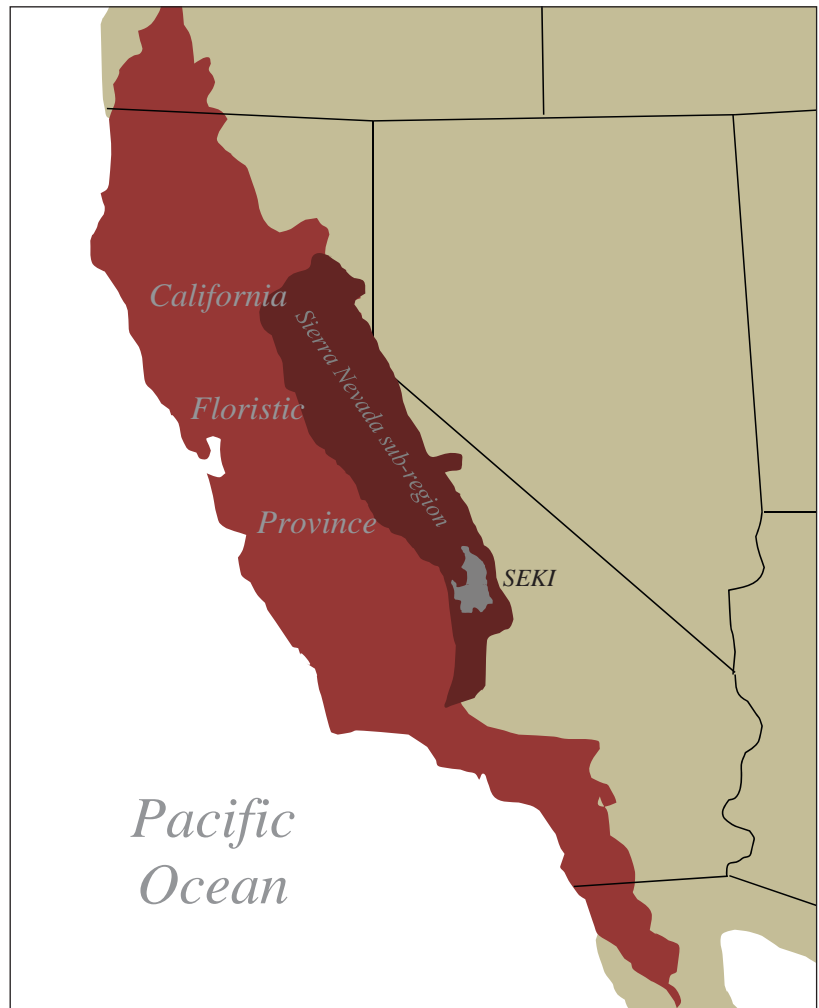 California
Sierra Nevada sub-region
Floristic
Province
SEKI
Pacific
Ocean